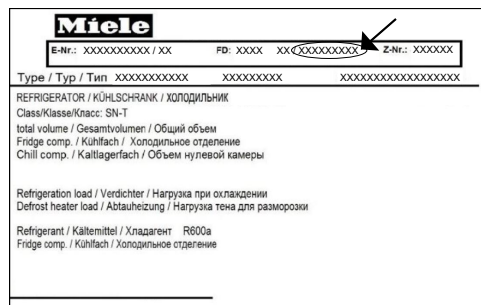 Miele
E-Nr.: XXXXXXXXXX / XX FD: XXXX XX XXXXXXXXX Z-Nr.: XXXXXX
Type / Typ / Тип XXXXXXXXXXX XXXXXXXXX XXXXXXXXXXXXXXXXXX
REFRIGERATOR / KÜHLSCHRANK / ХОЛОДИЛЬНИК
Class/Klasse/Класс: SN-T
total volume / Gesamtvolumen / Общий объем
Fridge comp. / Kühlfach / Холодильное отделение
Chill comp. / Kaltlagerfach / Объем нулевой камеры
Refrigeration load / Verdichter / Нагрузка при охлаждении
Defrost heater load / Abtauheizung / Нагрузка тена для разморозки
Refrigerant / Kältemittel / Хладагент R600a
Fridge comp. / Kühlfach / Холодильное отделение